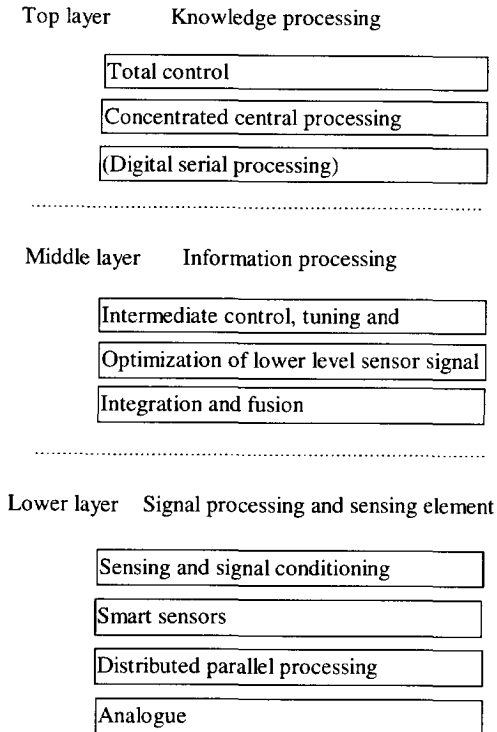 Top layer Knowledge processing
Total control
Concentrated central processing
(Digital serial processing)
Middle layer Information processing
Intermediate control, tuning and
Optimization of lower level sensor signal
Integration and fusion
Lower layer Signal processing and sensing element
Sensing and signal conditioning
Smart sensors
Distributed parallel processing
Analogue